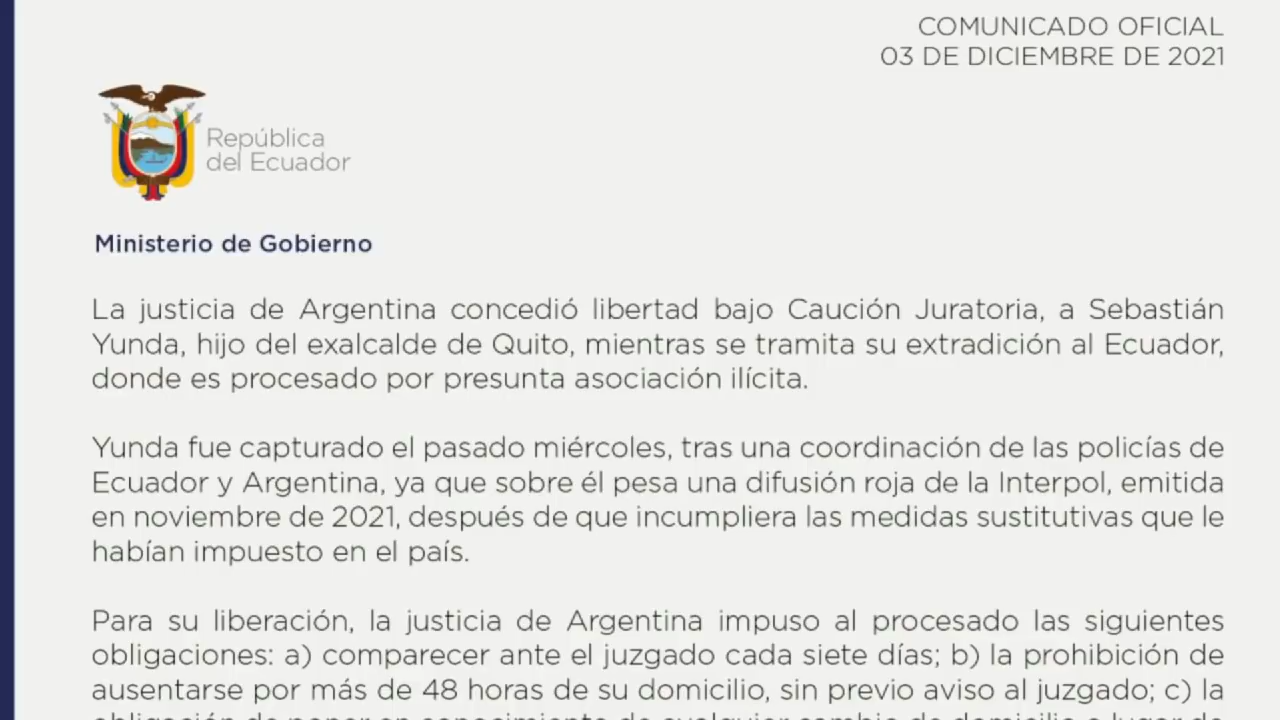 COMUNICADO OFICIAL
03 DE DICIEMBRE DE 2021
República
del Ecuador
Ministerio de Gobierno
La justicia de Argentina concedió libertad bajo Caución Juratoria, a Sebastián
Yunda, hijo del exalcalde de Quito, mientras se tramita su extradición al Ecuador,
donde es procesado por presunta asociación ilícita.
Yunda fue capturado el pasado miércoles, tras una coordinación de las policías de
Ecuador y Argentina, ya que sobre él pesa una difusión roja de la Interpol, emitida
en noviembre de 2021, después de que incumpliera las medidas sustitutivas que le
habían impuesto en el país.
Para su liberación, la justicia de Argentina impuso al procesado las siguientes
obligaciones: a) comparecer ante el juzgado cada siete días; b) la prohibición de
ausentarse por más de 48 horas de su domicilio, sin previo aviso al juzgado; c) la